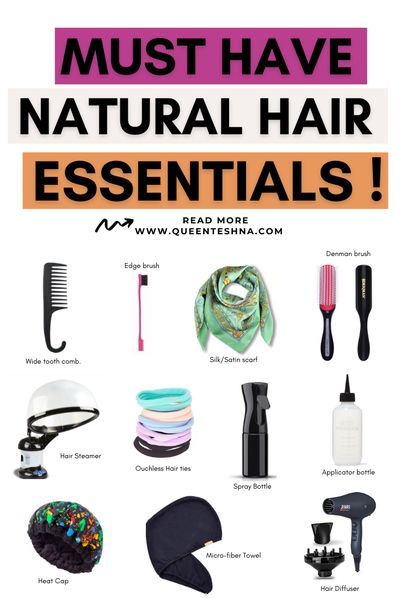 MUST HAVE
NATURAL HAIR
ESSENTIALS !
READ MORE
WWW.QUEENTESHNA.COM
Wide tooth comb.
Edge brush
Silk/Satin scarf
Denman brush
DENMAN
Hair Steamer
Ouchless Hair ties
Spray Bottle
Applicator bottle
Heat Cap
Micro-fiber Towel
Hair Diffuser